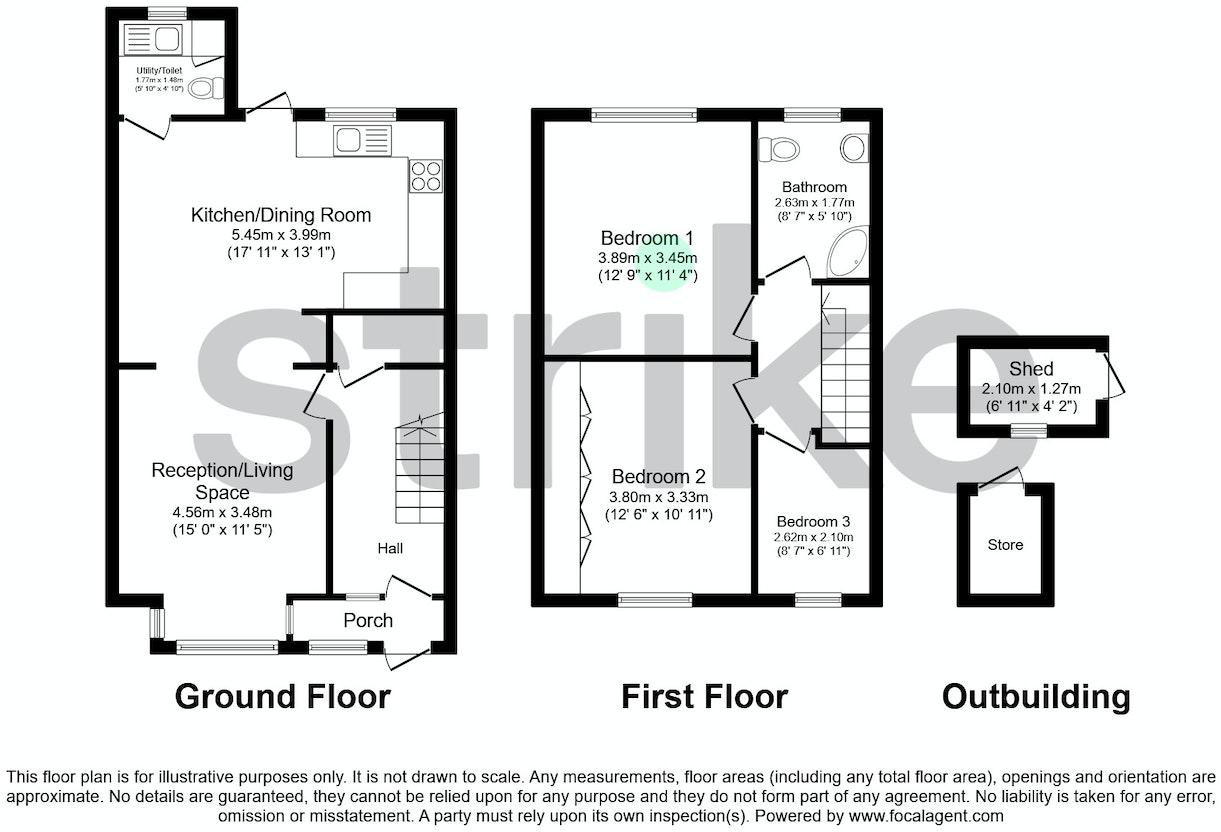 Utility/Toilet
1.77m x 1.48m
(5' 10" x 4' 10")
Kitchen/Dining Room
5.45m x 3.99m
(17' 11" x 13' 1")
Reception/Living
Space
4.56m x 3.48m
(15' 0" x 11' 5")
Hall
Porch
Ground Floor
Bedroom 1
3.89m x 3.45m
(12' 9" x 11' 4")
Bathroom
2.63m x 1.77m
(8' 7" x 5' 10")
Bedroom 2
3.80m x 3.33m
(12' 6" x 10' 11")
Bedroom 3
2.62m x 2.10m
(8' 7" x 6' 11")
First Floor
Shed
2.10m x 1.27m
(6' 11" x 4' 2")
Store
Outbuilding
strike
This floor plan is for illustrative purposes only. It is not drawn to scale. Any measurements, floor areas (including any total floor area), openings and orientation are
approximate. No details are guaranteed, they cannot be relied upon for any purpose and they do not form part of any agreement. No liability is taken for any error,
omission or misstatement. A party must rely upon its own inspection(s). Powered by www.focalagent.com